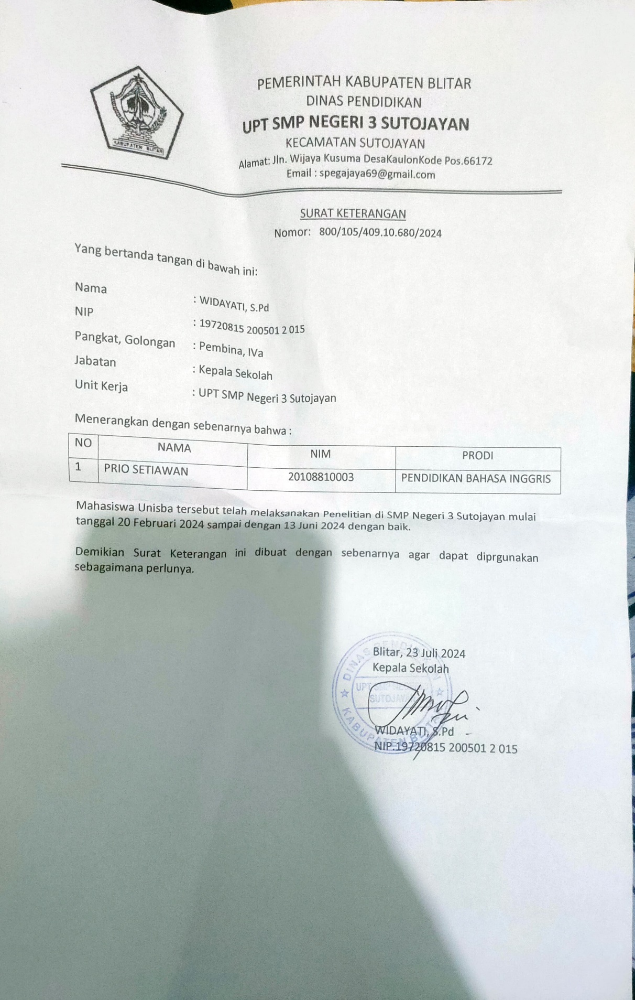 KABUPATEN BLITAR
PEMERINTAH KABUPATEN BLITAR
DINAS PENDIDIKAN
UPT SMP NEGERI 3 SUTOJAYAN
KECAMATAN SUTOJAYAN
Alamat: Jln. Wijaya Kusuma DesaKaulonKode Pos.66172
Email : spegajaya69@gmail.com
SURAT KETERANGAN
Nomor: 800/105/409.10.680/2024
Yang bertanda tangan di bawah ini:
Nama : WIDAYATI, S.Pd
NIP : 19720815 200501 2 015
Pangkat, Golongan : Pembina, IVa
Jabatan : Kepala Sekolah
Unit Kerja : UPT SMP Negeri 3 Sutojayan
Menerangkan dengan sebenarnya bahwa :
NO NAMA NIM PRODI
1 PRIO SETIAWAN 20108810003 PENDIDIKAN BAHASA INGGRIS
Mahasiswa Unisba tersebut telah melaksanakan Penelitian di SMP Negeri 3 Sutojayan mulai
tanggal 20 Februari 2024 sampai dengan 13 Juni 2024 dengan baik.
Demikian Surat Keterangan ini dibuat dengan sebenarnya agar dapat diprgunakan
sebagaimana perlunya.
Blitar, 23 Juli 2024
Kepala Sekolah
DINAS PENDIDIKAN
UPT SMP
SUTOJAYAN
KABUPATEN BLITAR
WIDAYATI, S.Pd
NIP.19720815 200501 2 015